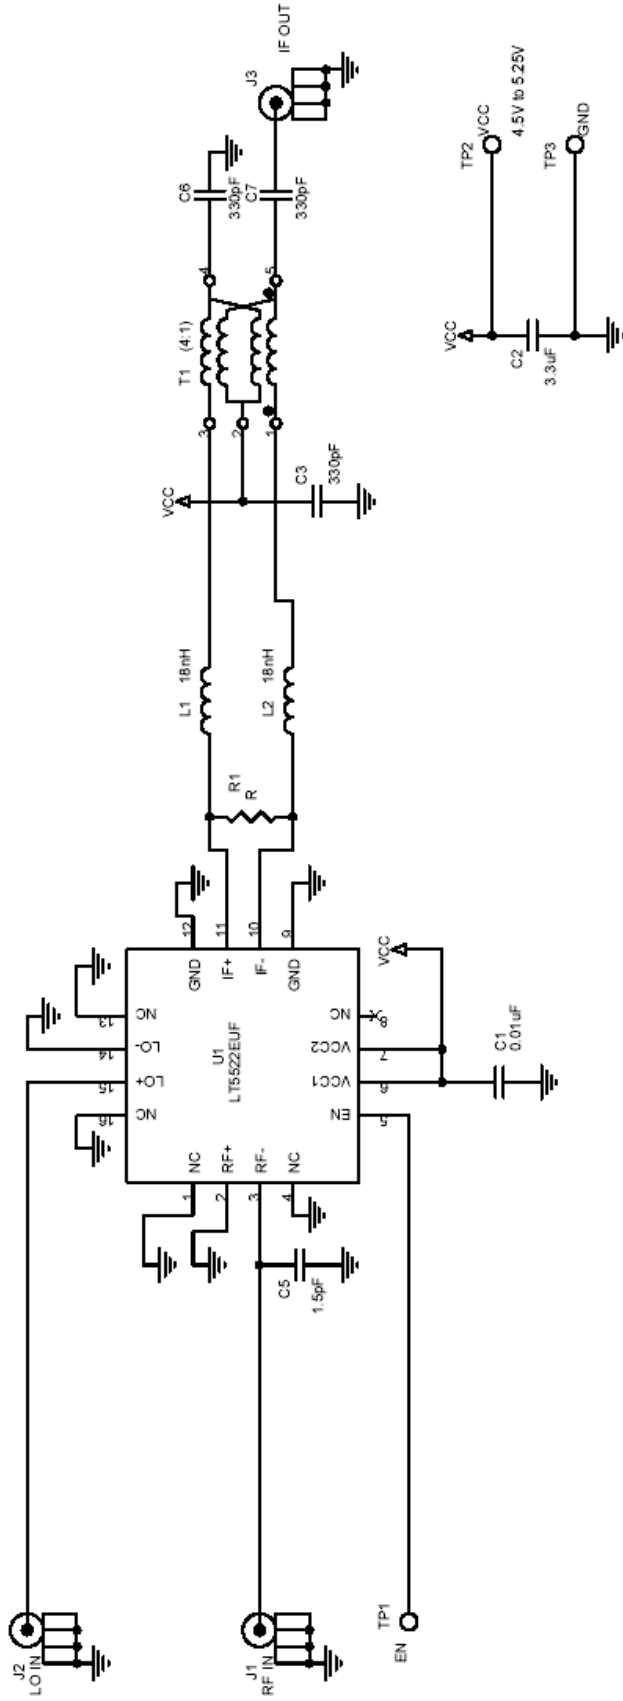 IF OUT
J3
C6
330pF
C7
330pF
4
5
T1 (4:1)
3
2
1
VCC
C3
330pF
TP2
VCC
4.5V to 5.25V
TP3
GND
VCC
C2
3.3uF
L1 18nH
L2 18nH
R1
R
12
11
10
9
GND
IF+
IF-
GND
13
14
15
16
NC
LO-
LO+
NC
U1
LT5522EUF
NC
VCC2
VCC1
EN
8
7
6
5
VCC
C1
0.01uF
NC
RF+
RF-
NC
1
2
3
4
C5
1.5pF
J2
LO IN
J1
RF IN
TP1
EN